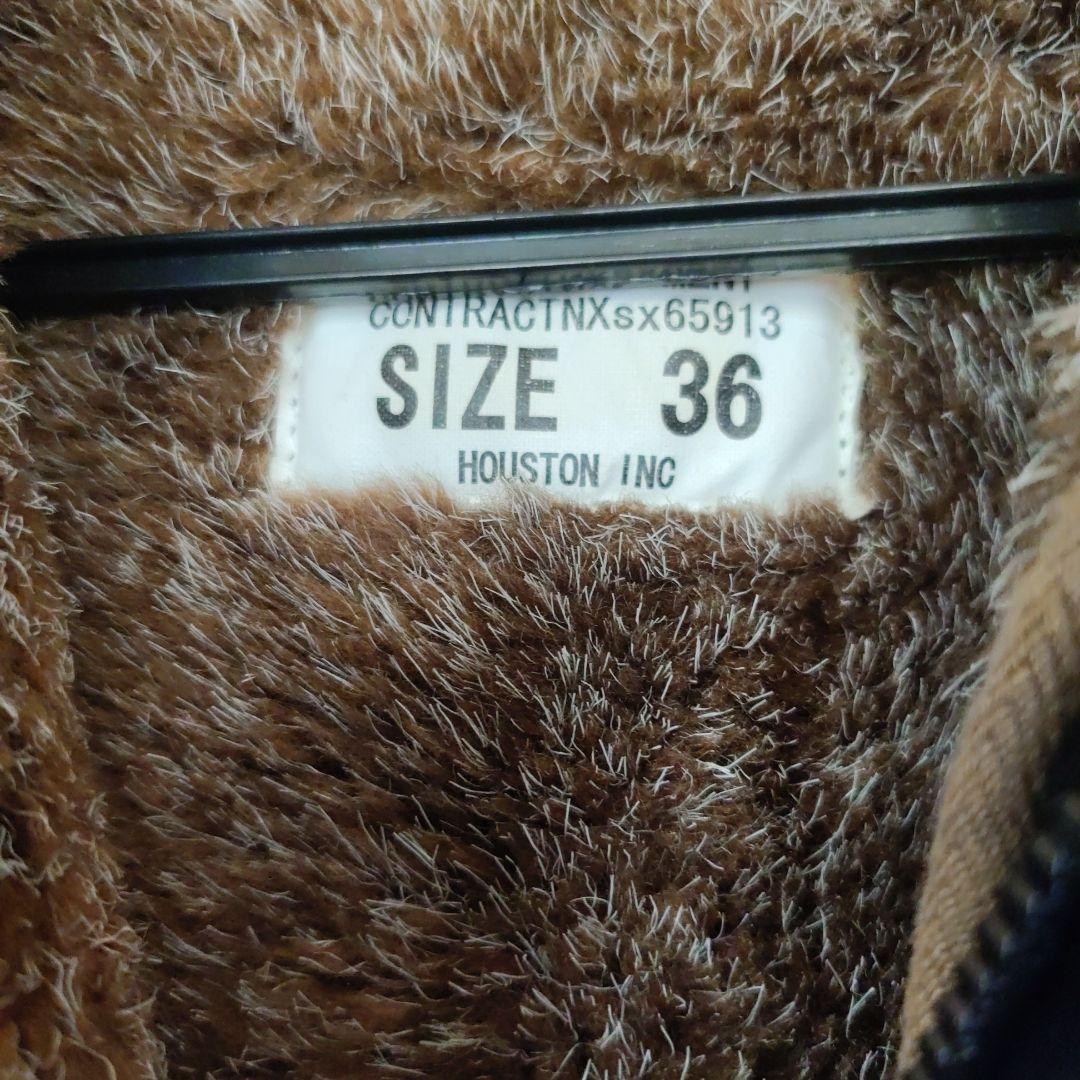 CONTRACTNXsx65913
SIZE 36
HOUSTON INC